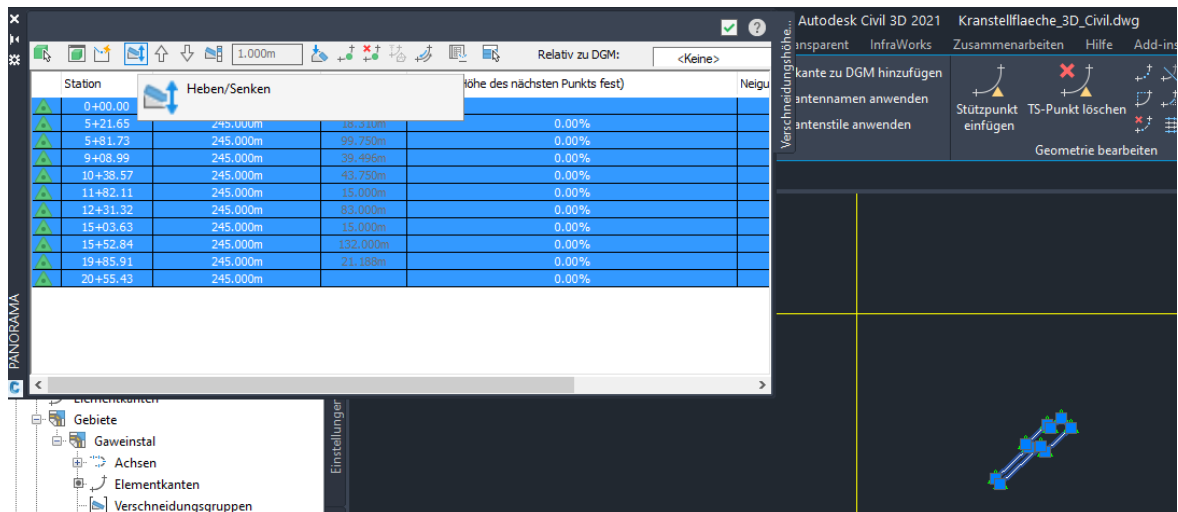 Autodesk Civil 3D 2021 Kranstellflaeche_3D_Civil.dwg
InfraWorks Zusammenarbeiten Hilfe Add-ins
1.000m Relativ zu DGM: <Keine>
Station Höhe des nächsten Punkts fest) Neigu
Heben/Senken
0+00.00
5+21.65 245.000m 18.310m 0.00%
5+81.73 245.000m 99.750m 0.00%
9+08.99 245.000m 39.496m 0.00%
10+38.57 245.000m 43.750m 0.00%
11+82.11 245.000m 15.000m 0.00%
12+31.32 245.000m 83.000m 0.00%
15+03.63 245.000m 15.000m 0.00%
15+52.84 245.000m 132.000m 0.00%
19+85.91 245.000m 21.188m 0.00%
20+55.43 245.000m 0.00%
PANORAMA
Verschneidungshöhe...
kante zu DGM hinzufügen
antennamen anwenden
antenstile anwenden
Stützpunkt einfügen
TS-Punkt löschen
Geometrie bearbeiten
Elementkanten
Gebiete
Gaweinstal
Achsen
Elementkanten
Verschneidungsgruppen
Einstellungen